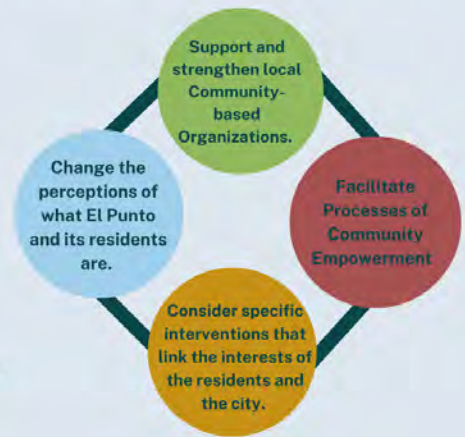 Support and
strengthen local
Community-
based
Organizations.
Change the
perceptions of
what El Punto
and its residents
are.
Facilitate
Processes of
Community
Empowerment
Consider specific
interventions that
link the interests of
the residents and
the city.